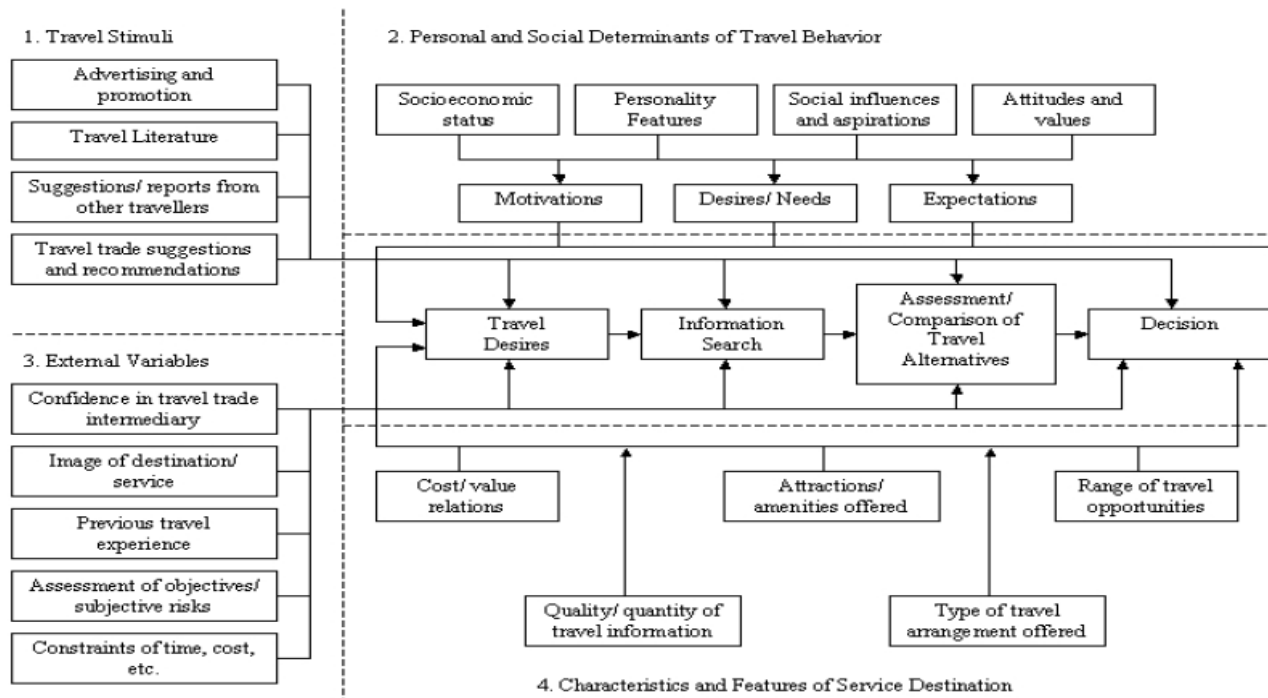 1. Travel Stimuli
Advertising and
promotion
Travel Literature
Suggestions/ reports from
other travellers
Travel trade suggestions
and recommendations
2. Personal and Social Determinants of Travel Behavior
Socioeconomic
status
Personality
Features
Social influences
and aspirations
Attitudes and
values
Motivations
Desires/ Needs
Expectations
Travel
Desires
Information
Search
Assessment/
Comparison of
Travel
Alternatives
Decision
3. External Variables
Confidence in travel trade
intermediary
Image of destination/
service
Previous travel
experience
Assessment of objectives/
subjective risks
Constraints of time, cost,
etc.
Cost/ value
relations
Attractions/
amenities offered
Range of travel
opportunities
Quality/ quantity of
travel information
Type of travel
arrangement offered
4. Characteristics and Features of Service Destination